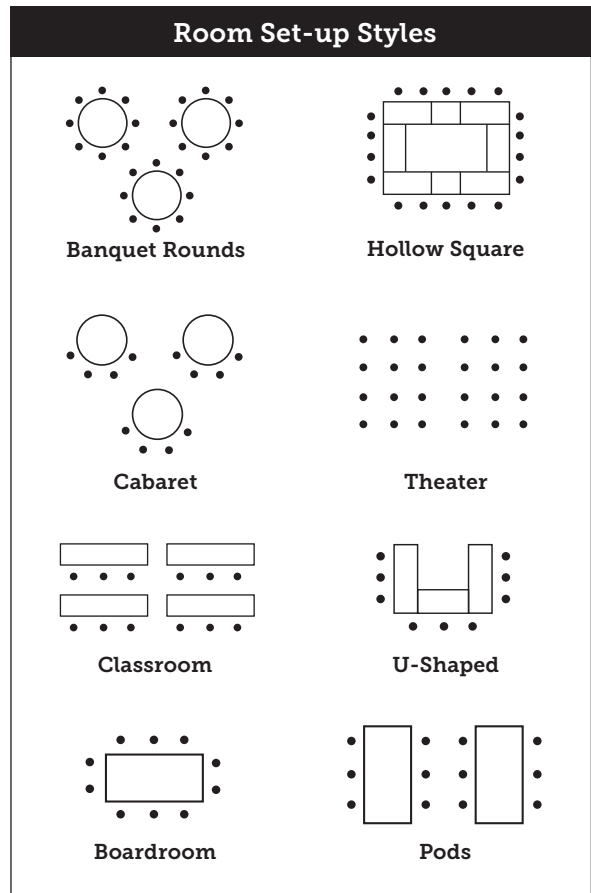 Room Set-up Styles
Banquet Rounds
Hollow Square
Cabaret
Theater
Classroom
U-Shaped
Boardroom
Pods